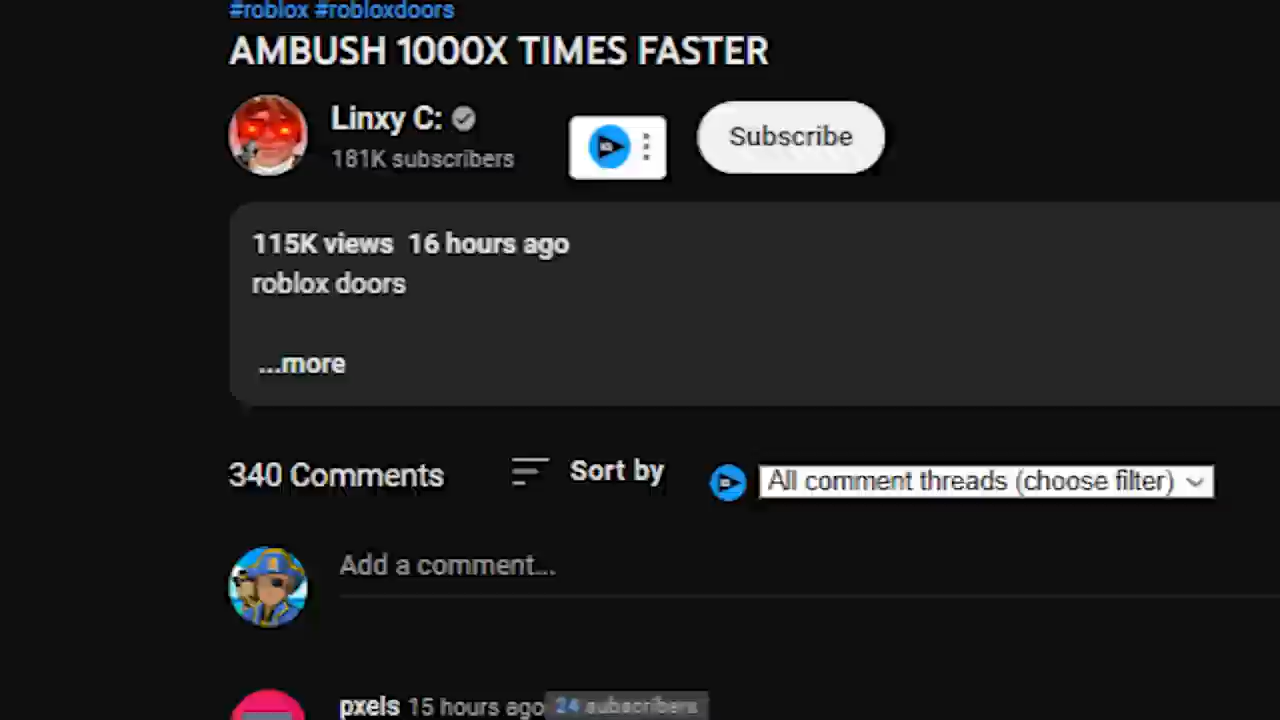 #roblox #robloxdoors
AMBUSH 1000X TIMES FASTER
Linxy C:
181K subscribers
Subscribe
115K views 16 hours ago
roblox doors
...more
340 Comments
Sort by
All comment threads (choose filter)
Add a comment...
pxels 15 hours ago 24 subscribers